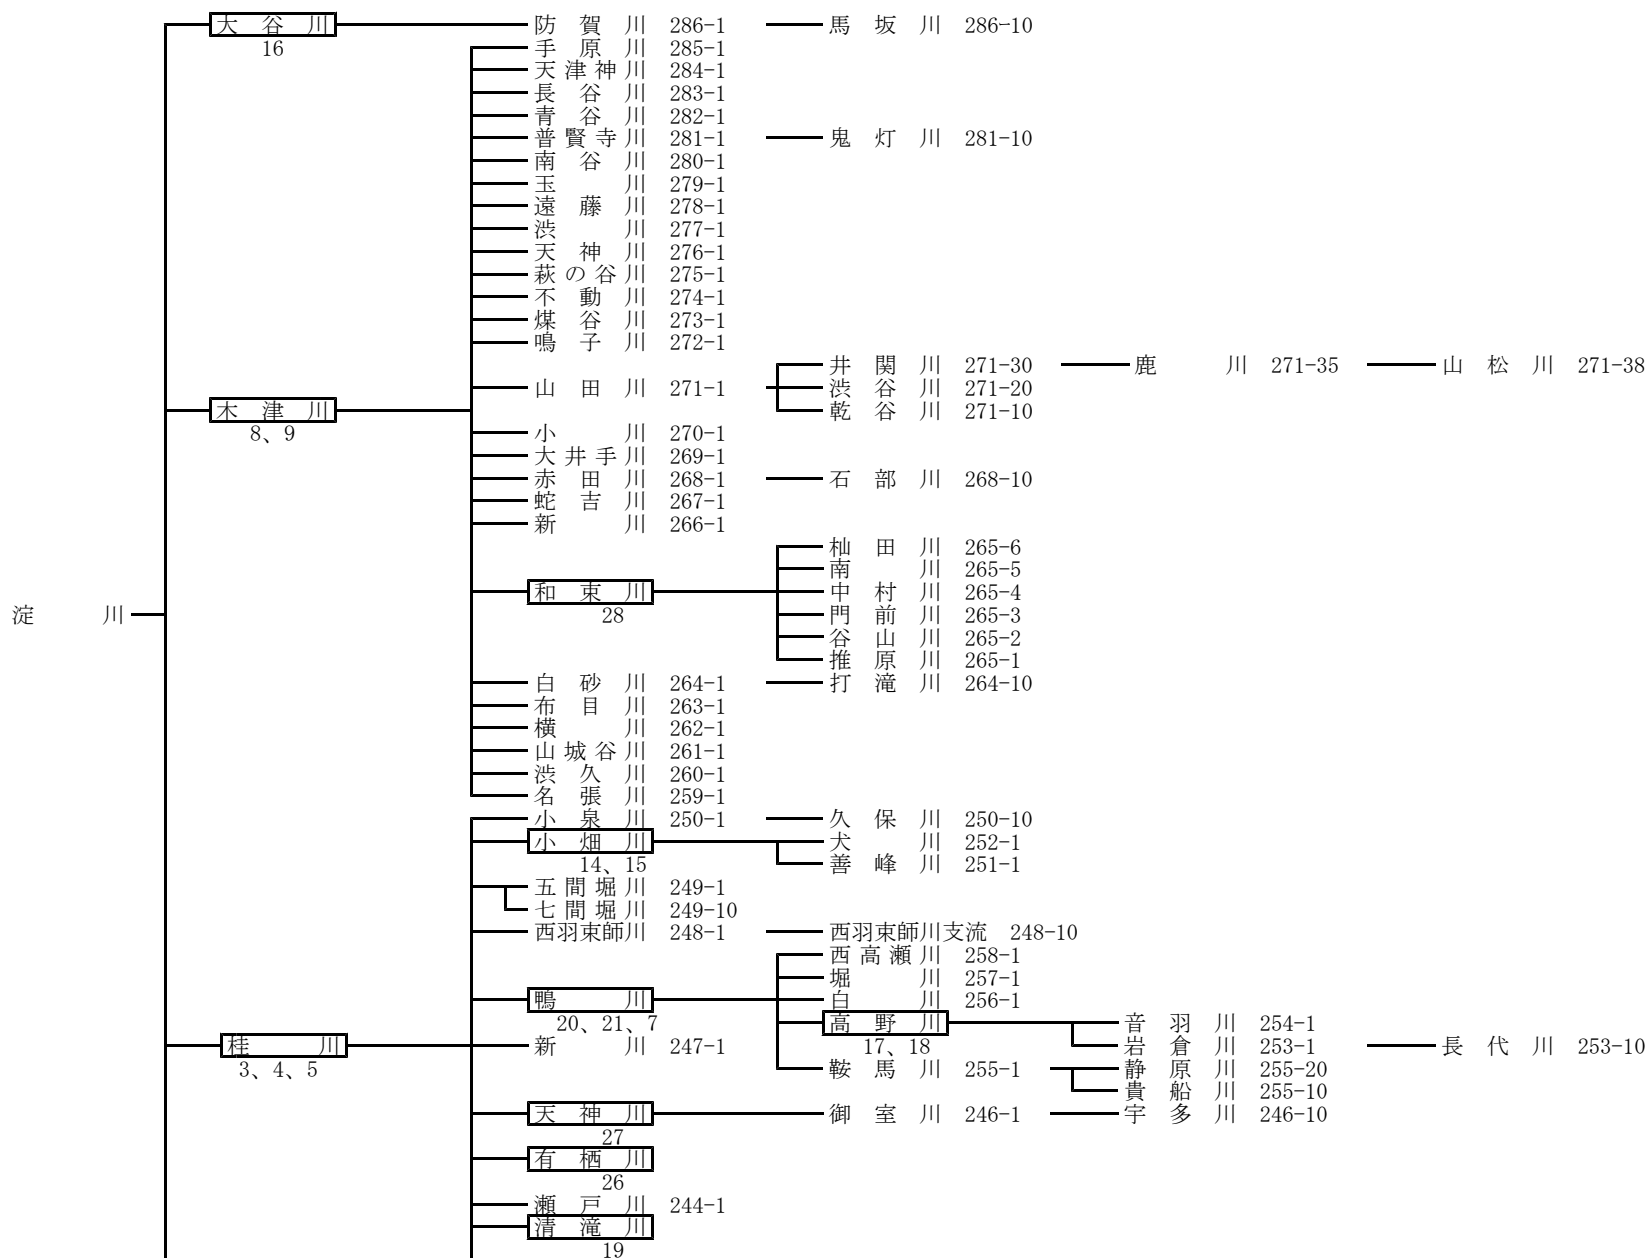 大谷川 防賀川 286-1 馬坂川 286-10
16 手原川 285-1
天津神川 284-1
長谷川 283-1
青谷川 282-1
普賢寺川 281-1 鬼灯川 281-10
南谷川 280-1
玉川 279-1
遠藤川 278-1
渋川 277-1
天神川 276-1
萩の谷川 275-1
不動川 274-1
煤谷川 273-1
鳴子川 272-1
井関川 271-30 鹿川 271-35 山松川 271-38
山田川 271-1 渋谷川 271-20
木津川 乾谷川 271-10
8、9 小川 270-1
大井手川 269-1
赤田川 268-1 石部川 268-10
蛇吉川 267-1
新川 266-1
杣田川 265-6
南川 265-5
和束川 中村川 265-4
淀川 28 門前川 265-3
谷山川 265-2
推原川 265-1
白砂川 264-1 打滝川 264-10
布目川 263-1
横川 262-1
山城谷川 261-1
渋久川 260-1
名張川 259-1
小泉川 250-1 久保川 250-10
小畑川 犬川 252-1
14、15 善峰川 251-1
五間堀川 249-1
七間堀川 249-10
西羽束師川 248-1 西羽束師川支流 248-10
西高瀬川 258-1
堀川 257-1
鴨川 白川 256-1
20、21、7 高野川 音羽川 254-1
桂川 新川 247-1 17、18 岩倉川 253-1 長代川 253-10
3、4、5 鞍馬川 255-1 静原川 255-20
貴船川 255-10
天神川 御室川 246-1 宇多川 246-10
27
有栖川
26
瀬戸川 244-1
清滝川
19